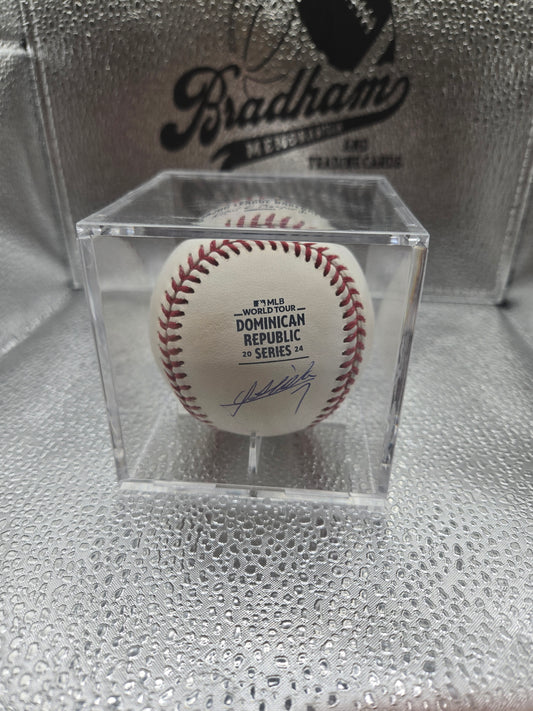 Bradham
MEMORABILIA
AND
TRADING CARDS
MLB
WORLD TOUR
DOMINICAN
REPUBLIC
20 SERIES 24